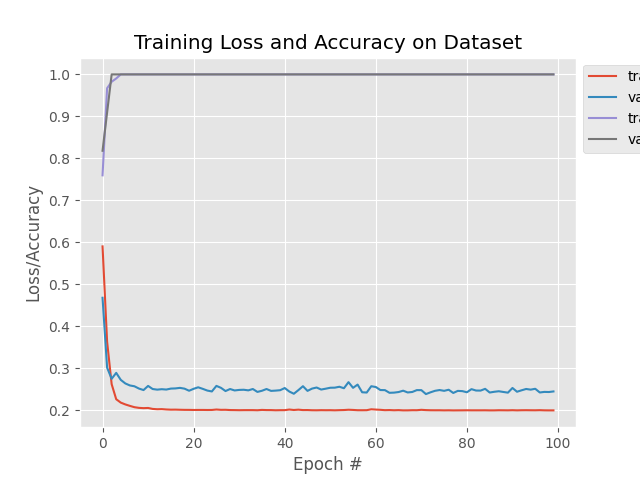 Training Loss and Accuracy on Dataset
1.0
0.9
0.8
0.7
0.6
0.5
0.4
0.3
0.2
Loss/Accuracy
0 20 40 60 80 100
Epoch #
tra
va
tra
va